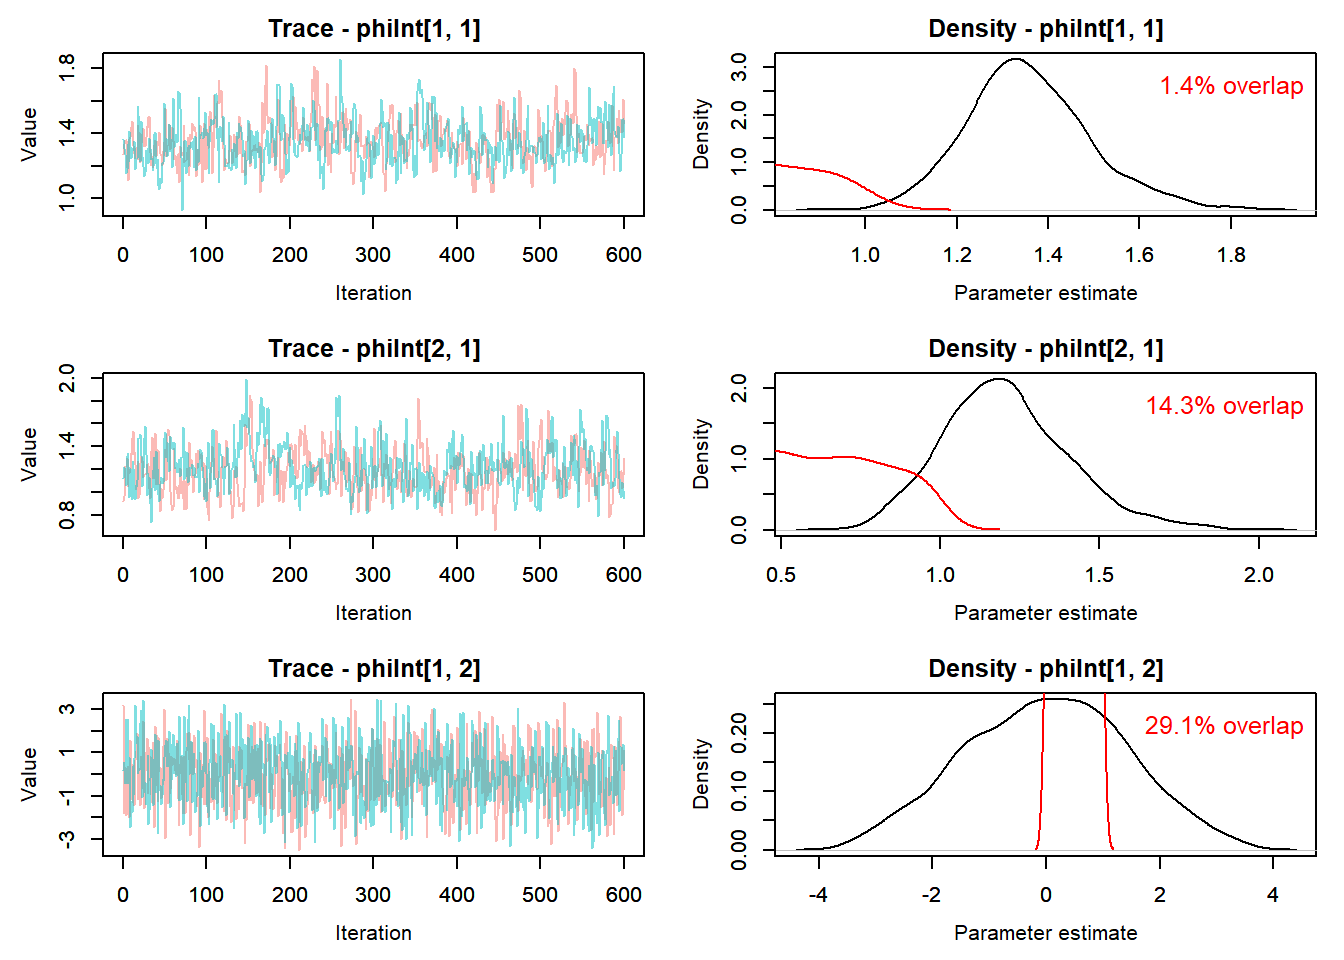 Trace - phiInt[1, 1]
Value
1.0 1.4 1.8
0 100 200 300 400 500 600
Iteration
Density - phiInt[1, 1]
1.4% overlap
Density
0.0 1.0 2.0 3.0
1.0 1.2 1.4 1.6 1.8
Parameter estimate
Trace - phiInt[2, 1]
Value
0.8 1.4 2.0
0 100 200 300 400 500 600
Iteration
Density - phiInt[2, 1]
14.3% overlap
Density
0.0 1.0 2.0
0.5 1.0 1.5 2.0
Parameter estimate
Trace - phiInt[1, 2]
Value
-3 -1 1 3
0 100 200 300 400 500 600
Iteration
Density - phiInt[1, 2]
29.1% overlap
Density
0.00 0.10 0.20
-4 -2 0 2 4
Parameter estimate